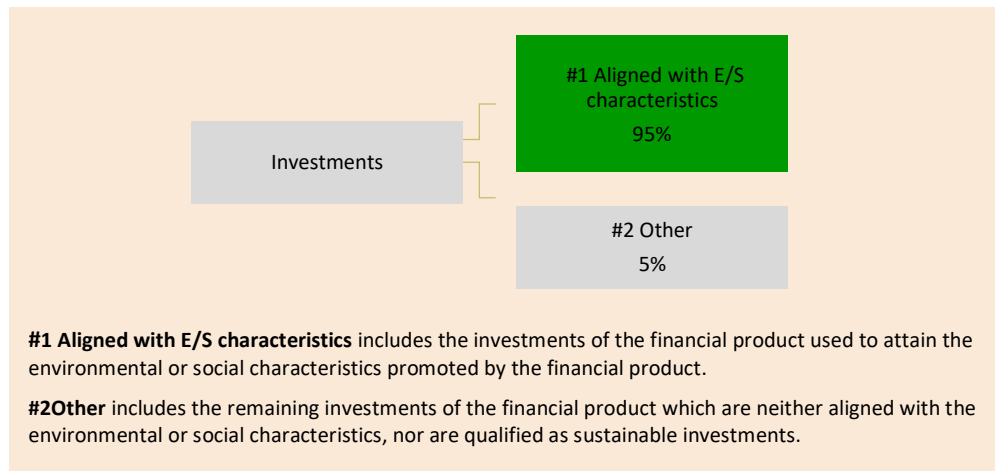 #1 Aligned with E/S
characteristics
95%
Investments
#2 Other
5%
#1 Aligned with E/S characteristics includes the investments of the financial product used to attain the
environmental or social characteristics promoted by the financial product.
#2Other includes the remaining investments of the financial product which are neither aligned with the
environmental or social characteristics, nor are qualified as sustainable investments.